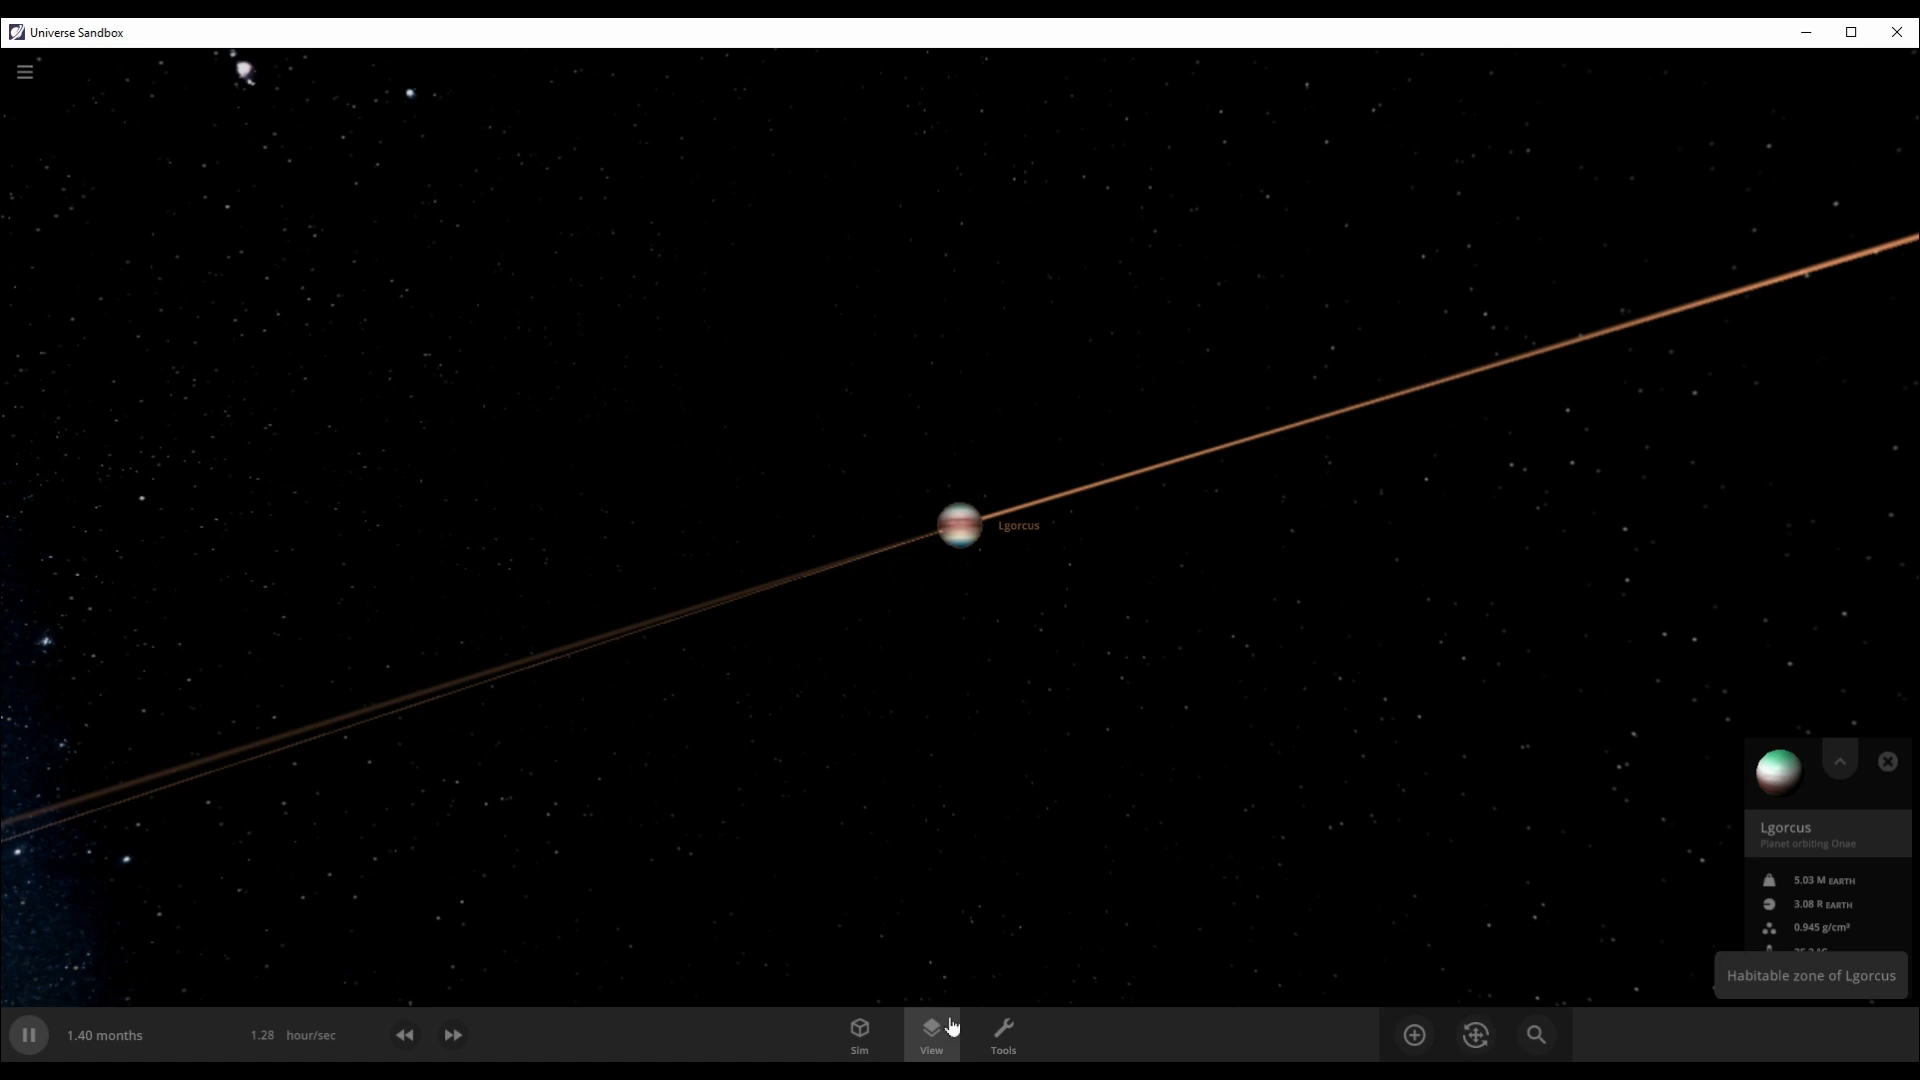 Universe Sandbox
Lgorcus
Lgorcus
Planet orbiting Onae
5.03 M EARTH
3.08 R EARTH
0.945 g/cm³
Habitable zone of Lgorcus
1.40 months
1.28 hour/sec
Sim
View
Tools